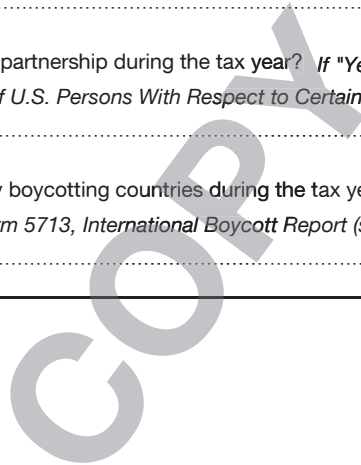 partnership during the tax year? If "Ye
f U.S. Persons With Respect to Certain
boycotting countries during the tax ye
rm 5713, International Boycott Report (s
COPY